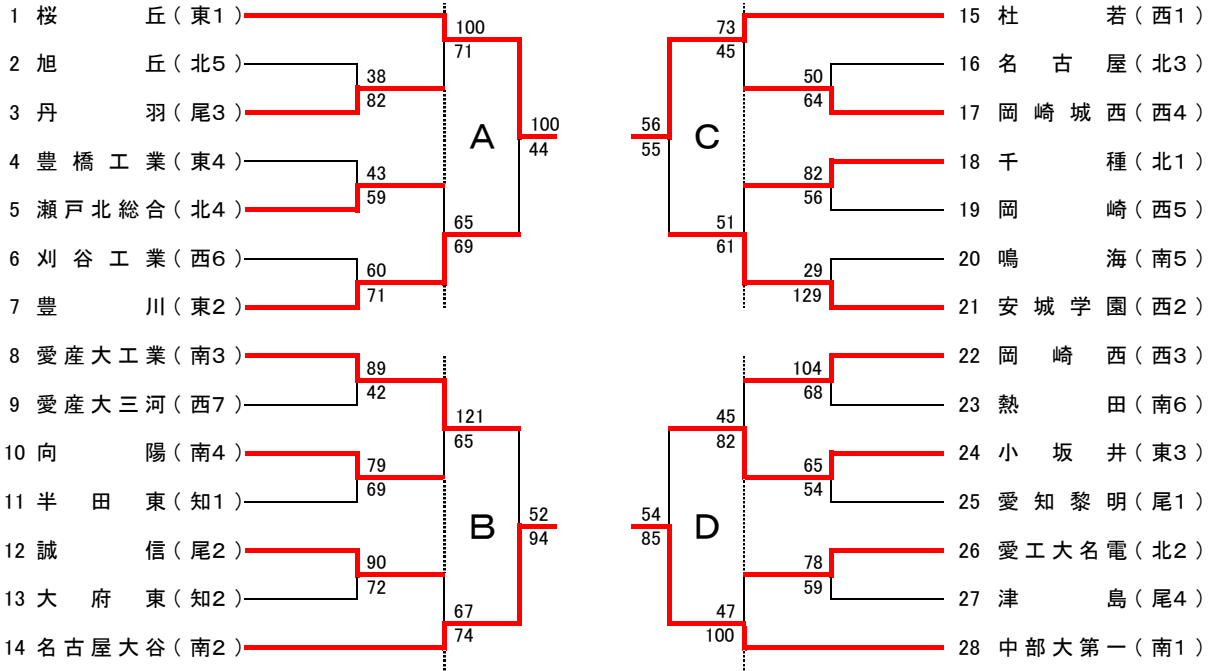 1 桜丘(東1)
2 旭丘(北5)
3 丹羽(尾3)
4 豊橋工業(東4)
5 瀬戸北総合(北4)
6 刈谷工業(西6)
7 豊川(東2)
8 愛産大工業(南3)
9 愛産大三河(西7)
10 向陽(南4)
11 半田東(知1)
12 誠信(尾2)
13 大府東(知2)
14 名古屋大谷(南2)
38
82
43
59
60
71
89
42
79
69
90
72
100
71
65
69
121
65
67
74
A
B
100
44
52
94
56
55
54
85
C
D
73
45
51
61
45
82
47
100
50
64
82
56
29
129
104
68
65
54
78
59
15 杜若(西1)
16 名古屋(北3)
17 岡崎城西(西4)
18 千種(北1)
19 岡崎(西5)
20 鳴海(南5)
21 安城学園(西2)
22 岡崎西(西3)
23 熱田(南6)
24 小坂井(東3)
25 愛知黎明(尾1)
26 愛工大名電(北2)
27 津島(尾4)
28 中部大第一(南1)